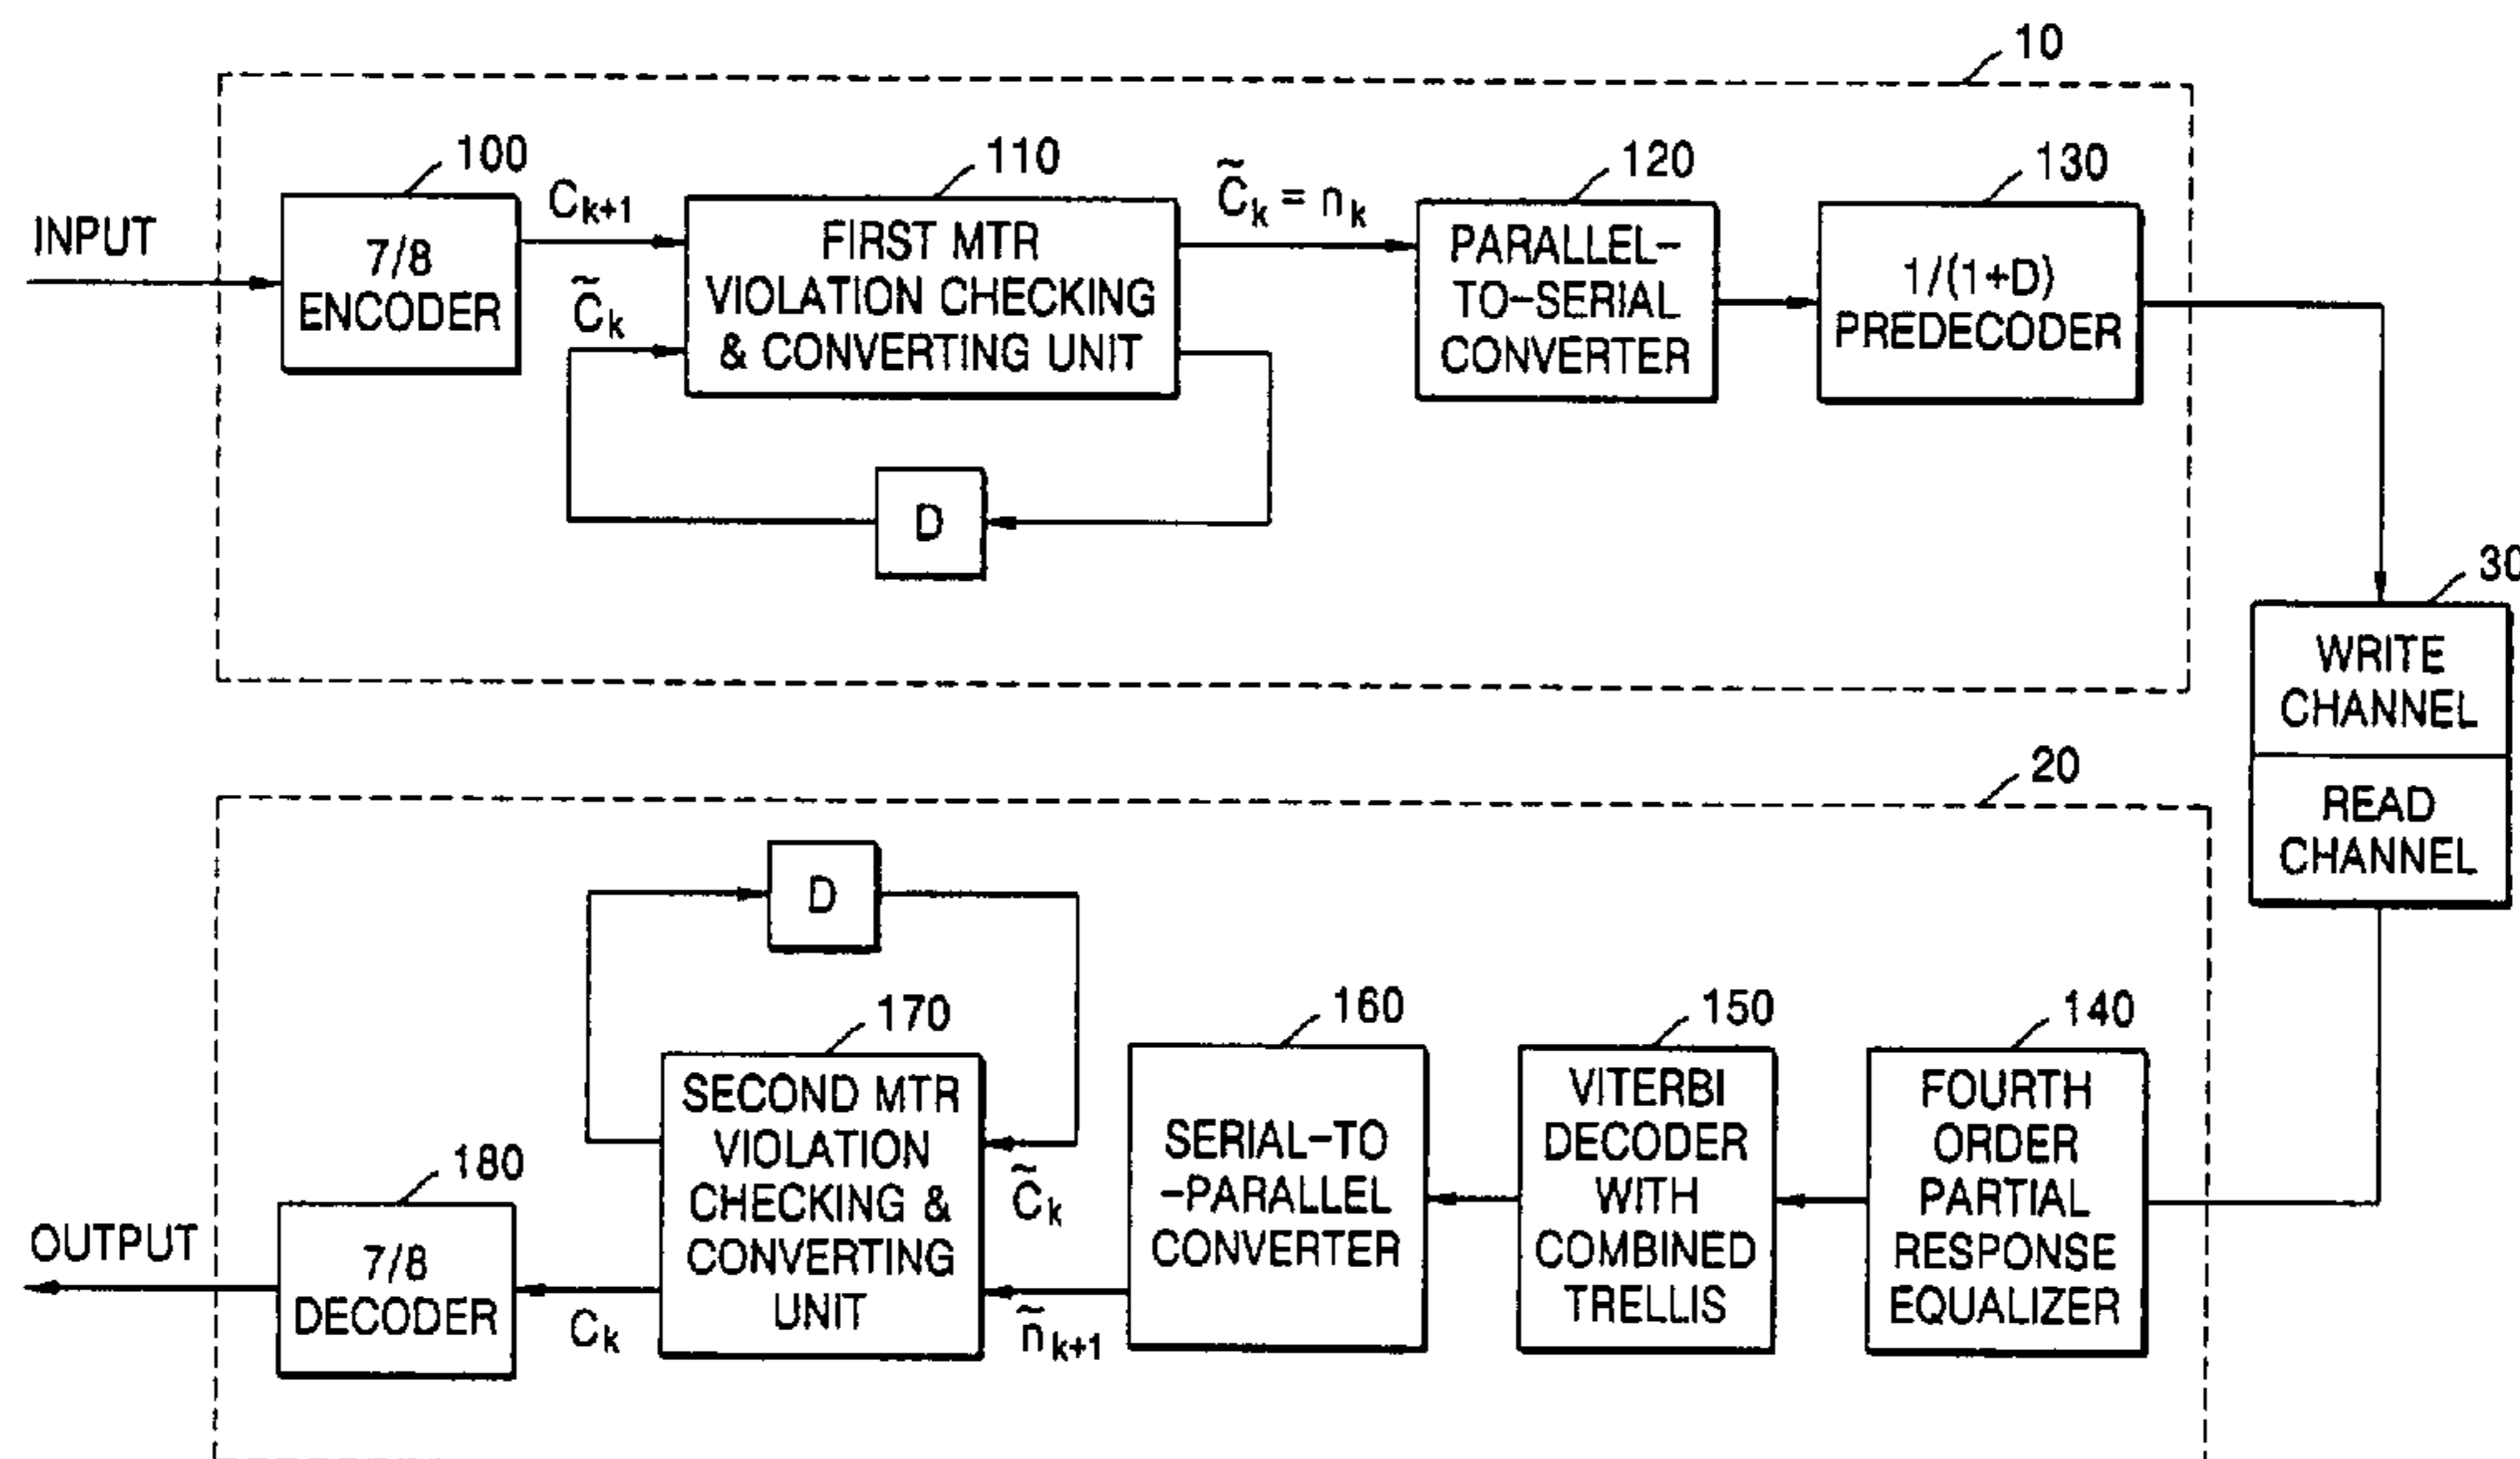 10
100
110
120
130
INPUT
7/8
ENCODER
C̃k+1
C̃k
FIRST MTR
VIOLATION CHECKING
& CONVERTING UNIT
C̃k = nk
PARALLEL-
TO-SERIAL
CONVERTER
1/(1+D)
PREDECODER
D
30
WRITE
CHANNEL
READ
CHANNEL
20
D
170
160
150
140
180
SECOND MTR
VIOLATION
CHECKING &
CONVERTING
UNIT
C̃k
ñk+1
SERIAL-TO
-PARALLEL
CONVERTER
VITERBI
DECODER
WITH
COMBINED
TRELLIS
FOURTH
ORDER
PARTIAL
RESPONSE
EQUALIZER
OUTPUT
7/8
DECODER
Ck